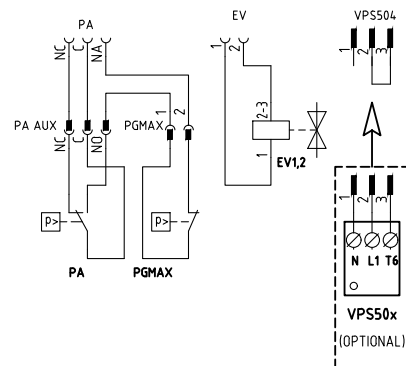 PA
NC
C
NA
PA AUX
NC
C
NO
PGMAX
1
2
P>
P>
PA
PGMAX
EV
1
2
2-3
1
EV1,2
VPS504
1
2
3
1
2
3
N L1 T6
VPS50x
(OPTIONAL)